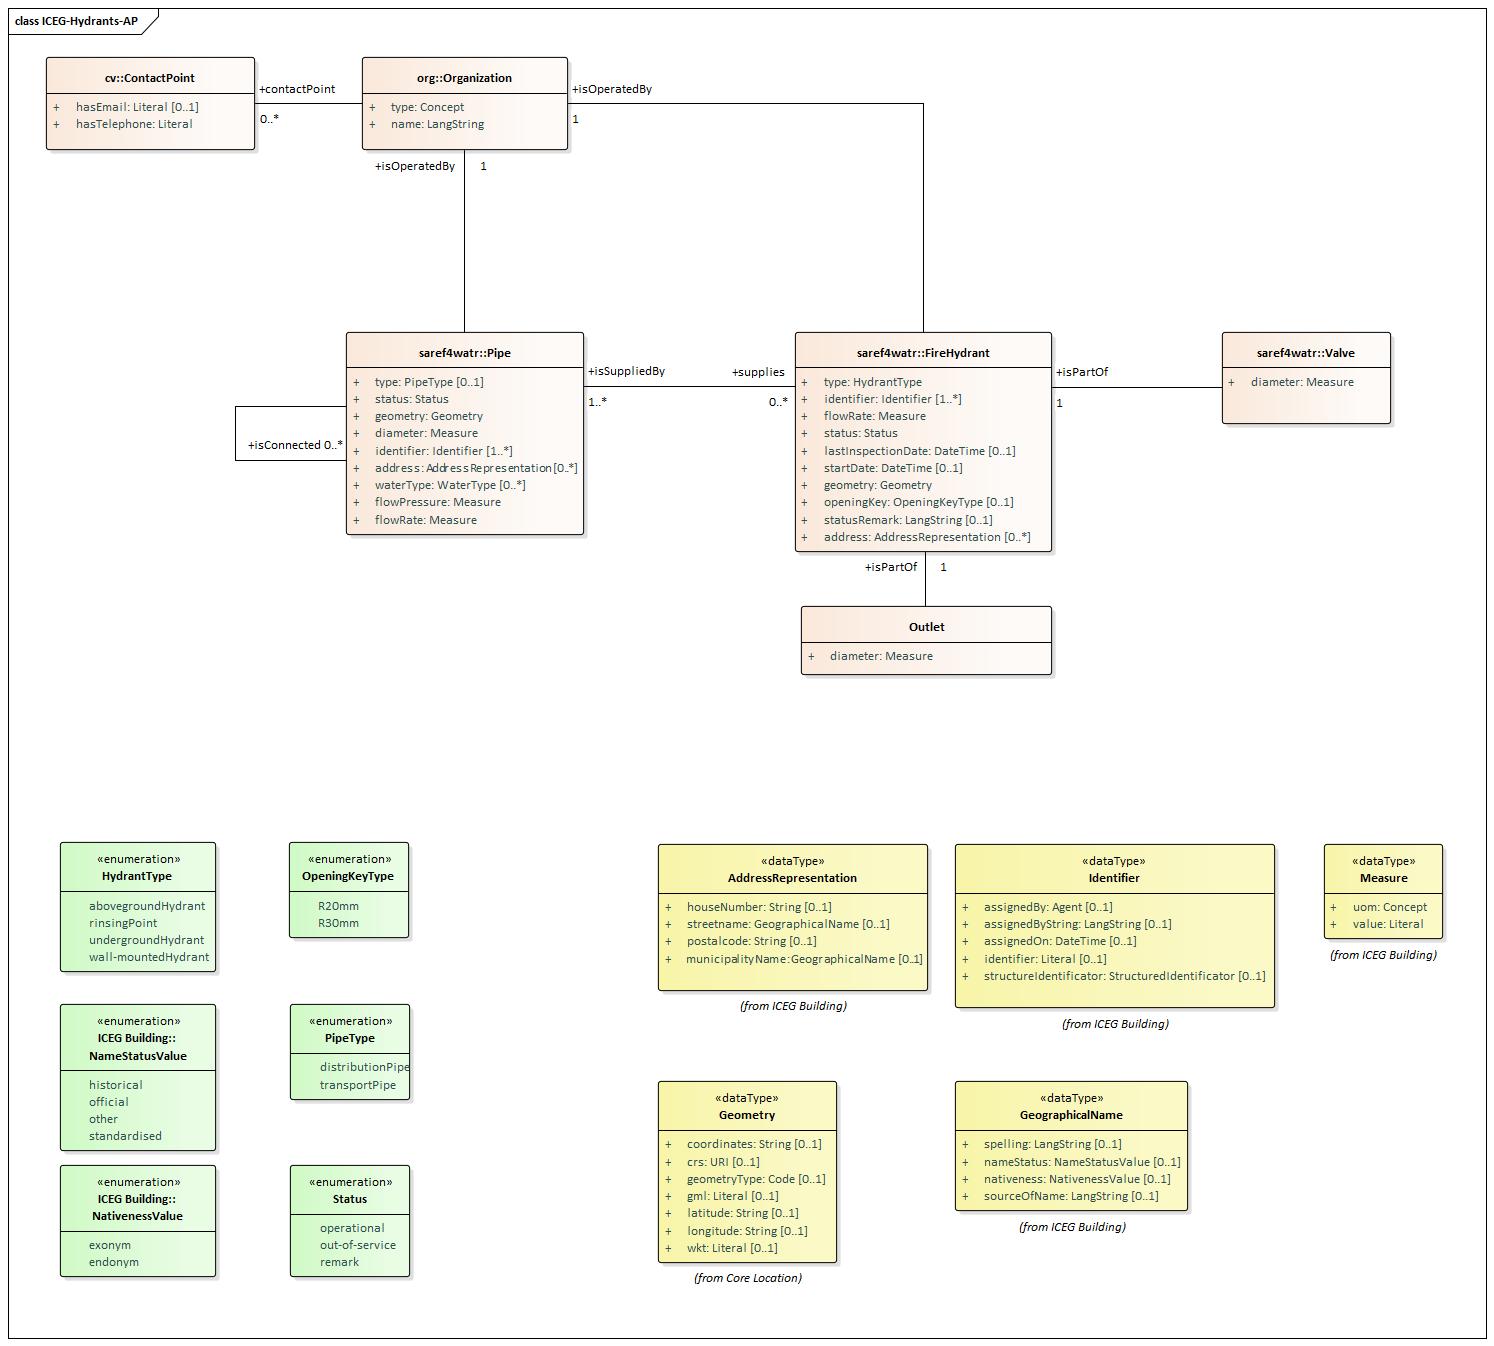 class ICEG-Hydrants-AP
cv::ContactPoint
+ hasEmail: Literal [0..1]
+ hasTelephone: Literal
+contactPoint
0..*
org::Organization
+ type: Concept
+ name: LangString
+isOperatedBy
1
+isOperatedBy
1
saref4watr::Pipe
+ type: PipeType [0..1]
+ status: Status
+ geometry: Geometry
+ diameter: Measure
+ identifier: Identifier [1..*]
+ address: AddressRepresentation [0..*]
+ waterType: WaterType [0..*]
+ flowPressure: Measure
+ flowRate: Measure
+isConnected 0..*
+isSuppliedBy
1..*
+supplies
0..*
saref4watr::FireHydrant
+ type: HydrantType
+ identifier: Identifier [1..*]
+ flowRate: Measure
+ status: Status
+ lastInspectionDate: DateTime [0..1]
+ startDate: DateTime [0..1]
+ geometry: Geometry
+ openingKey: OpeningKeyType [0..1]
+ statusRemark: LangString [0..1]
+ address: AddressRepresentation [0..*]
+isPartOf
1
saref4watr::Valve
+ diameter: Measure
+isPartOf
1
Outlet
+ diameter: Measure
«enumeration»
HydrantType
abovegroundHydrant
rinsingPoint
undergroundHydrant
wall-mountedHydrant
«enumeration»
OpeningKeyType
R20mm
R30mm
«dataType»
AddressRepresentation
+ houseNumber: String [0..1]
+ streetname: GeographicalName [0..1]
+ postalcode: String [0..1]
+ municipalityName: GeographicalName [0..1]
(from ICEG Building)
«dataType»
Identifier
+ assignedBy: Agent [0..1]
+ assignedByString: LangString [0..1]
+ assignedOn: DateTime [0..1]
+ identifier: Literal [0..1]
+ structureIdentificator: StructuredIdentificator [0..1]
(from ICEG Building)
«dataType»
Measure
+ uom: Concept
+ value: Literal
(from ICEG Building)
«enumeration»
ICEG Building::
NameStatusValue
historical
official
other
standardised
«enumeration»
PipeType
distributionPipe
transportPipe
«dataType»
Geometry
+ coordinates: String [0..1]
+ crs: URI [0..1]
+ geometryType: Code [0..1]
+ gml: Literal [0..1]
+ latitude: String [0..1]
+ longitude: String [0..1]
+ wkt: Literal [0..1]
(from Core Location)
«dataType»
GeographicalName
+ spelling: LangString [0..1]
+ nameStatus: NameStatusValue [0..1]
+ nativeness: NativenessValue [0..1]
+ sourceOfName: LangString [0..1]
(from ICEG Building)
«enumeration»
ICEG Building::
NativenessValue
exonym
endonym
«enumeration»
Status
operational
out-of-service
remark